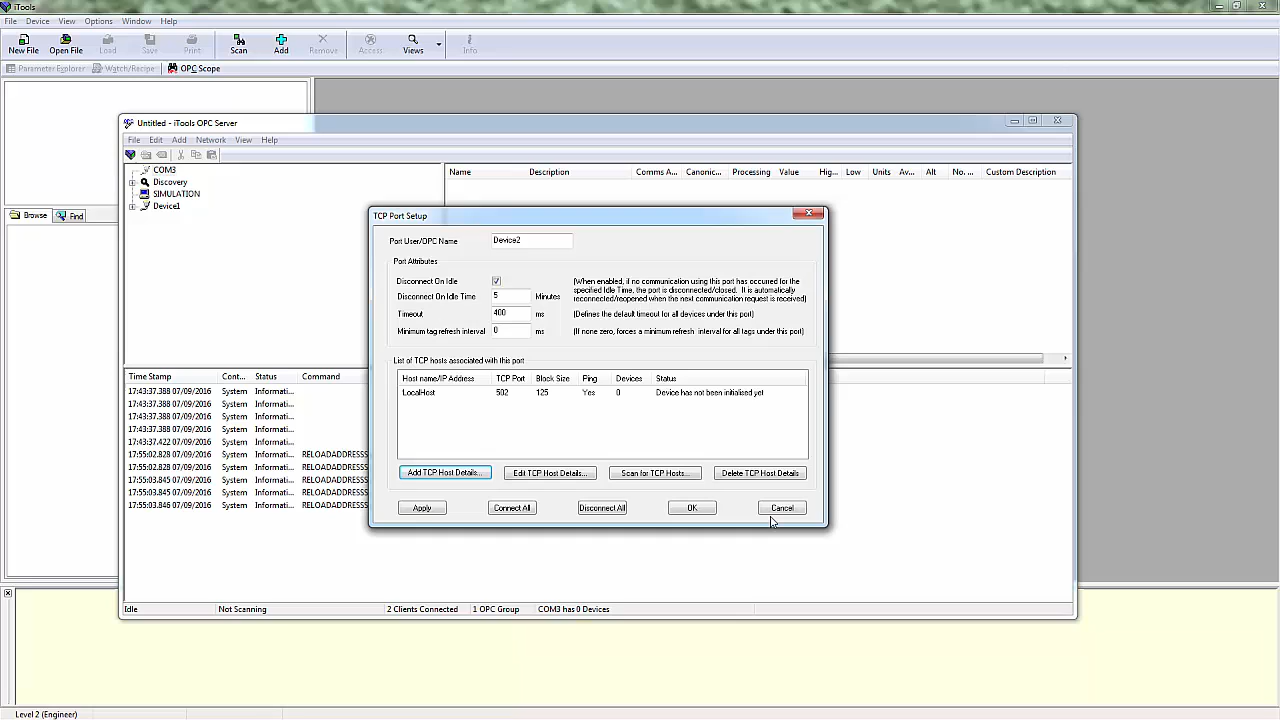 iTools
File Device View Options Window Help
New File Open File Load Save Print Scan Add Remove Access Views Info
Parameter Explorer Watch/Recipe OPC Scope
Untitled - iTools OPC Server
File Edit Add Network View Help
COM3
Discovery
SIMULATION
Device1
Name Description Comms A... Canonic... Processing Value Hig... Low Units Av... Alt No. ... Custom Description
Browse Find
TCP Port Setup
Port User/OPC Name Device2
Port Attributes
Disconnect On Idle (When enabled, if no communication using this port has occurred for the
Disconnect On Idle Time 5 Minutes specified Idle Time, the port is disconnected/closed. It is automatically
reconnected/reopened when the next communication request is received)
Timeout 400 ms (Defines the default timeout for all devices under this port)
Minimum tag refresh interval 0 ms (If none zero, forces a minimum refresh interval for all tags under this port)
List of TCP hosts associated with this port
Host name/IP Address TCP Port Block Size Ping Devices Status
LocalHost 502 125 Yes 0 Device has not been initialised yet
Add TCP Host Details... Edit TCP Host Details... Scan for TCP Hosts... Delete TCP Host Details
Apply Connect All Disconnect All OK Cancel
Time Stamp Cont... Status Command
17:43:37.388 07/09/2016 System Informati...
17:43:37.388 07/09/2016 System Informati...
17:43:37.388 07/09/2016 System Informati...
17:43:37.388 07/09/2016 System Informati...
17:43:37.422 07/09/2016 System Informati...
17:55:02.828 07/09/2016 System Informati... RELOADADDRESSS
17:55:02.828 07/09/2016 System Informati... RELOADADDRESSS
17:55:03.845 07/09/2016 System Informati... RELOADADDRESSS
17:55:03.845 07/09/2016 System Informati... RELOADADDRESSS
17:55:03.846 07/09/2016 System Informati... RELOADADDRESSS
Idle Not Scanning 2 Clients Connected 1 OPC Group COM3 has 0 Devices
Level 2 (Engineer)